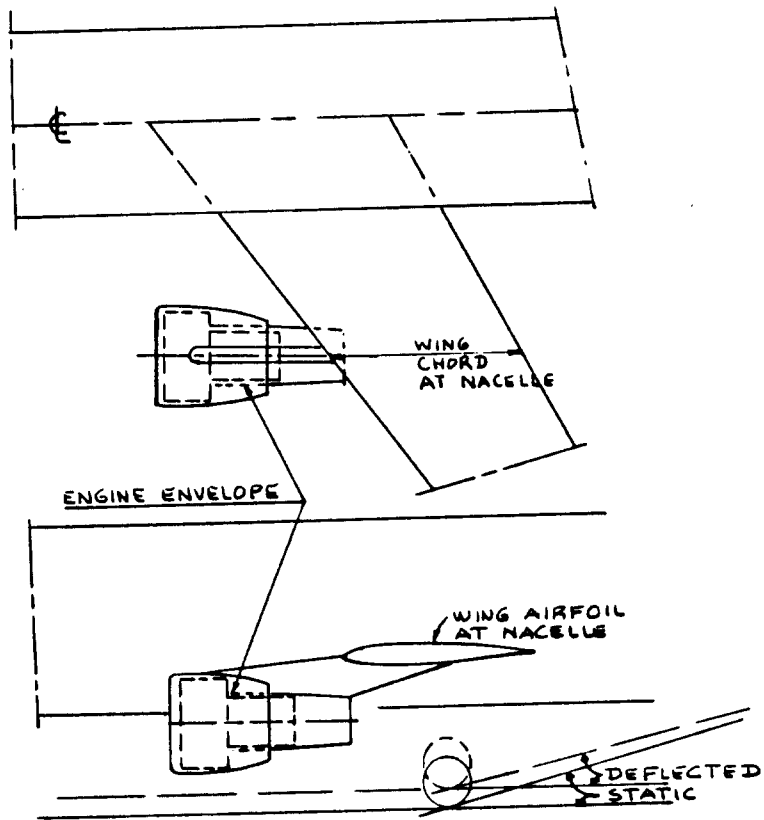 WING
CHORD
AT NACELLE
ENGINE ENVELOPE
WING AIRFOIL
AT NACELLE
DEFLECTED
STATIC